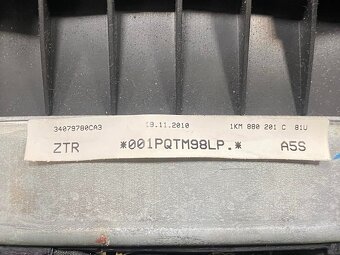 34079780CA3 19.11.2010 1KM 880 201 C 81U
ZTR *001PQTM98LP.* A5S